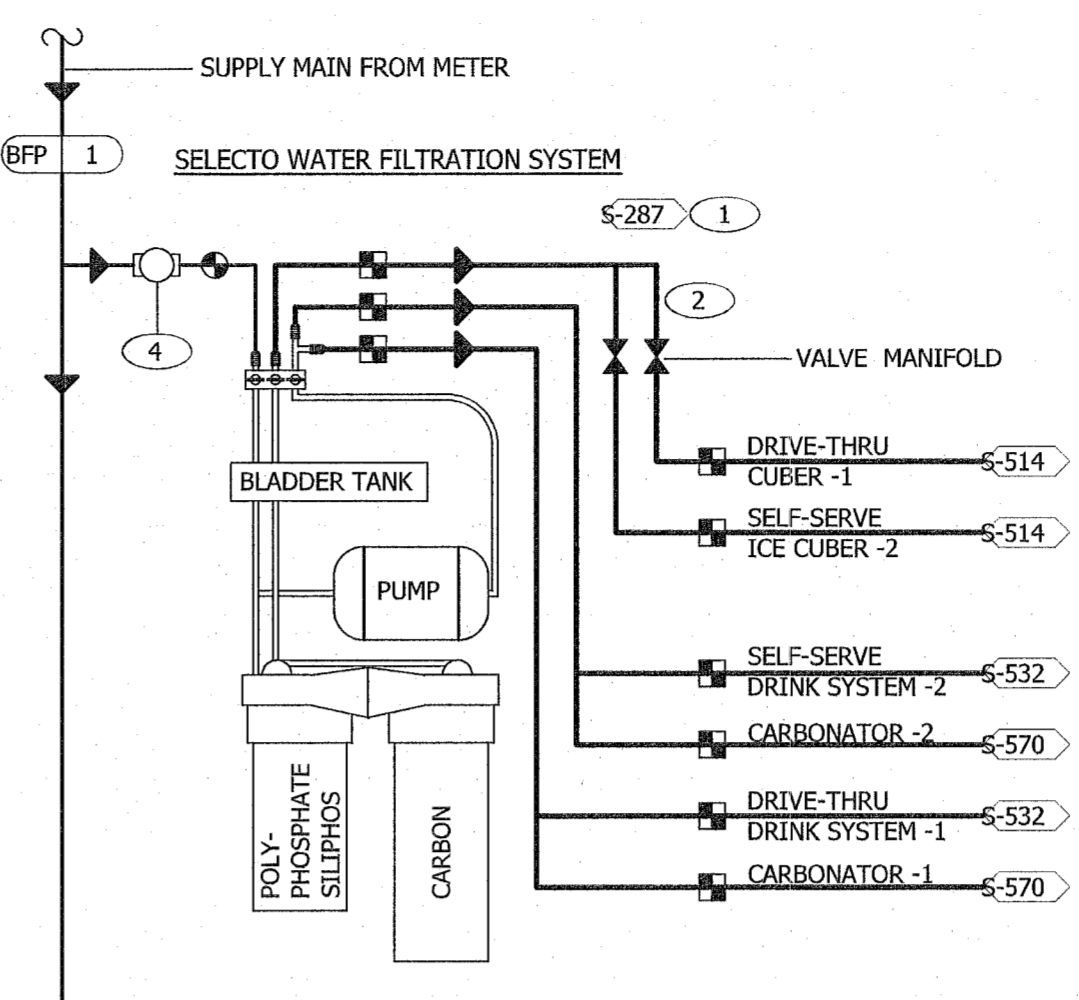 SUPPLY MAIN FROM METER
BFP 1
SELECTO WATER FILTRATION SYSTEM
S-287 1
2
4
VALVE MANIFOLD
DRIVE-THRU
CUBER -1
S-514
BLADDER TANK
SELF-SERVE
ICE CUBER -2
S-514
PUMP
SELF-SERVE
DRINK SYSTEM -2
S-532
CARBONATOR -2
S-570
POLY-
PHOSPHATE
SILIPHOS
CARBON
DRIVE-THRU
DRINK SYSTEM -1
S-532
CARBONATOR -1
S-570